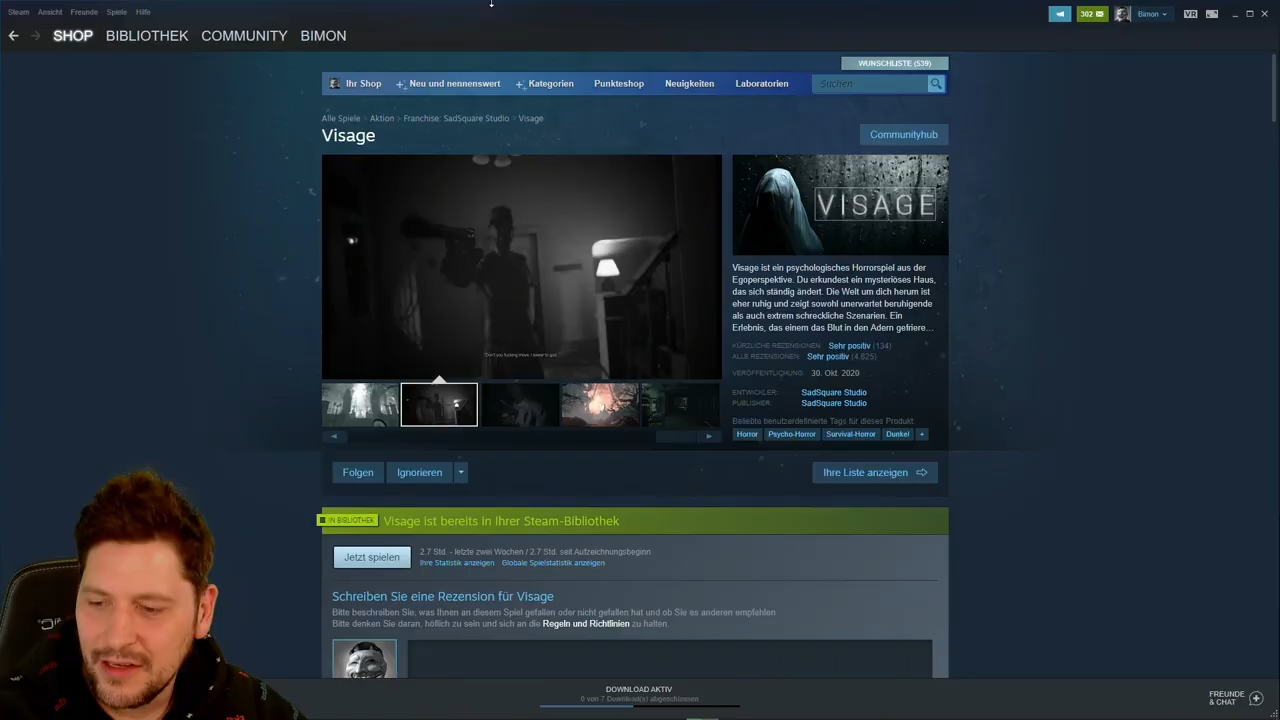 Steam Ansicht Freunde Spiele Hilfe
302
Bimon
VR
SHOP BIBLIOTHEK COMMUNITY BIMON
WUNSCHLISTE (539)
Ihr Shop Neu und nennenswert Kategorien Punkteshop Neuigkeiten Laboratorien Suchen
Alle Spiele > Aktion > Franchise: SadSquare Studio > Visage
Visage
Communityhub
VISAGE
Visage ist ein psychologisches Horrorspiel aus der
Egoperspektive. Du erkundest ein mysteriöses Haus,
das sich ständig ändert. Die Welt um dich herum ist
eher ruhig und zeigt sowohl unerwartet beruhigende
als auch extrem schreckliche Szenarien. Ein
Erlebnis, das einem das Blut in den Adern gefriere...
KÜRZLICHE REZENSIONEN: Sehr positiv (134)
ALLE REZENSIONEN: Sehr positiv (4,825)
VERÖFFENTLICHUNG: 30. Okt. 2020
ENTWICKLER: SadSquare Studio
PUBLISHER: SadSquare Studio
Beliebte benutzerdefinierte Tags für dieses Produkt:
Horror Psycho-Horror Survival-Horror Dunkel +
Folgen Ignorieren Ihre Liste anzeigen
IN BIBLIOTHEK Visage ist bereits in Ihrer Steam-Bibliothek
Jetzt spielen
2.7 Std. - letzte zwei Wochen / 2.7 Std. seit Aufzeichnungsbeginn
Ihre Statistik anzeigen Globale Spielstatistik anzeigen
Schreiben Sie eine Rezension für Visage
Bitte beschreiben Sie, was Ihnen an diesem Spiel gefallen oder nicht gefallen hat und ob Sie es anderen empfehlen
Bitte denken Sie daran, höflich zu sein und sich an die Regeln und Richtlinien zu halten.
DOWNLOAD AKTIV
0 von 7 Download(s) abgeschlossen
FREUNDE
& CHAT